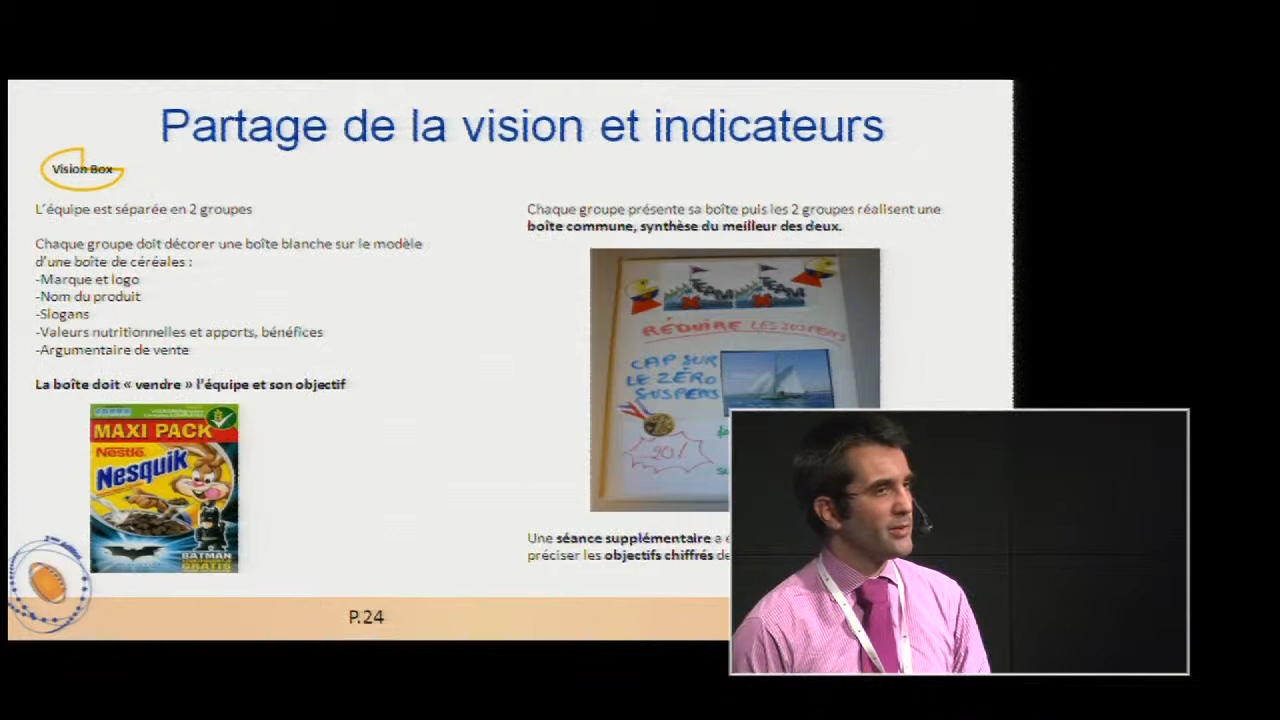 Partage de la vision et indicateurs
Vision Box
L'équipe est séparée en 2 groupes
Chaque groupe doit décorer une boîte blanche sur le modèle
d'une boîte de céréales :
-Marque et logo
-Nom du produit
-Slogans
-Valeurs nutritionnelles et apports, bénéfices
-Argumentaire de vente
La boîte doit « vendre » l'équipe et son objectif
MAXI PACK
Nestlé
Nesquik
BATMAN
GRATIS
Chaque groupe présente sa boîte puis les 2 groupes réalisent une
boîte commune, synthèse du meilleur des deux.
TEAM TEAM
RÉDUIRE LES SUSPENS
CAP SUR
LE ZÉRO
SUSPENS
Une séance supplémentaire a
préciser les objectifs chiffrés
P.24